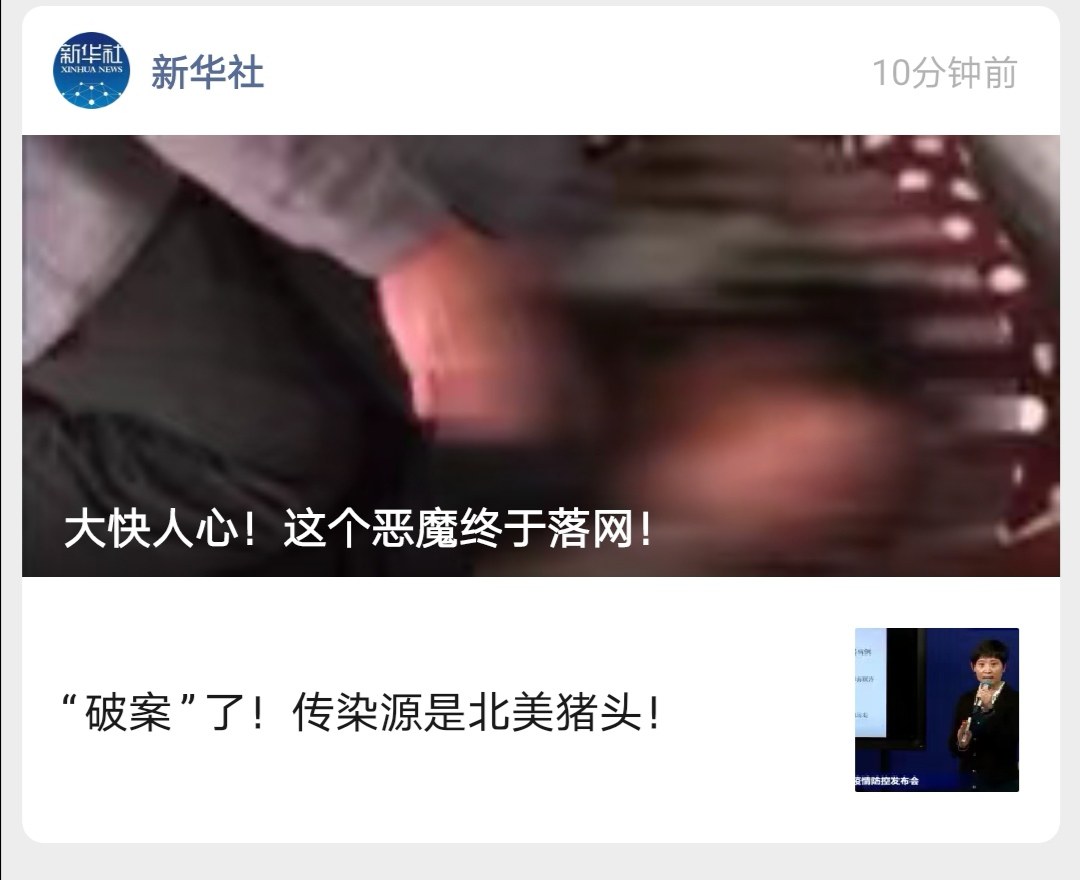 新华社
XINHUA NEWS
新华社
10分钟前
大快人心！这个恶魔终于落网！
“破案”了！传染源是北美猪头！
疫情防控发布会